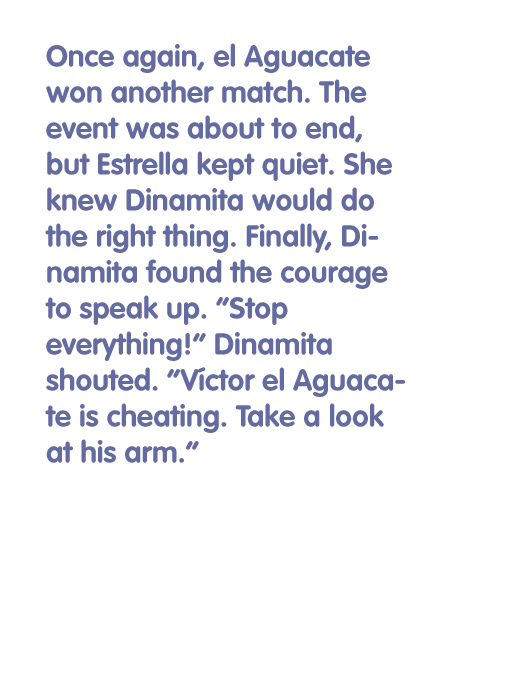 Once again, el Aguacate
won another match. The
event was about to end,
but Estrella kept quiet. She
knew Dinamita would do
the right thing. Finally, Di-
namita found the courage
to speak up. “Stop
everything!” Dinamita
shouted. “Víctor el Aguaca-
te is cheating. Take a look
at his arm.”